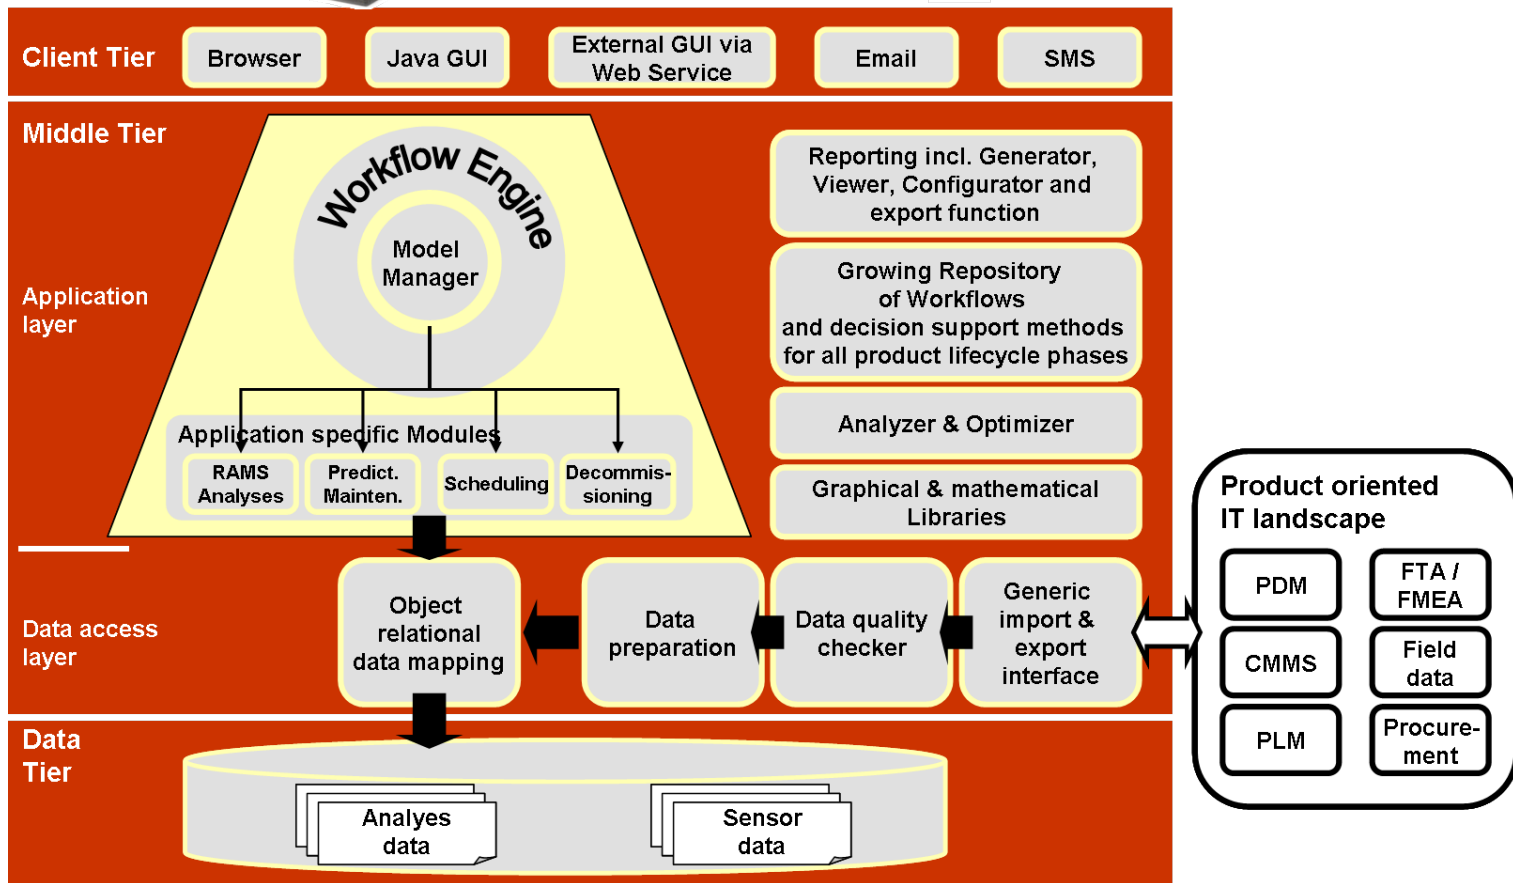 Client Tier
Browser
Java GUI
External GUI via
Web Service
Email
SMS
Middle Tier
Workflow Engine
Model
Manager
Application
layer
Application specific Modules
RAMS
Analyses
Predict.
Mainten.
Scheduling
Decommis-
sioning
Reporting incl. Generator,
Viewer, Configurator and
export function
Growing Repository
of Workflows
and decision support methods
for all product lifecycle phases
Analyzer & Optimizer
Graphical & mathematical
Libraries
Data access
layer
Object
relational
data mapping
Data
preparation
Data quality
checker
Generic
import &
export
interface
Product oriented
IT landscape
PDM
FTA /
FMEA
CMMS
Field
data
PLM
Procure-
ment
Data
Tier
Analyes
data
Sensor
data